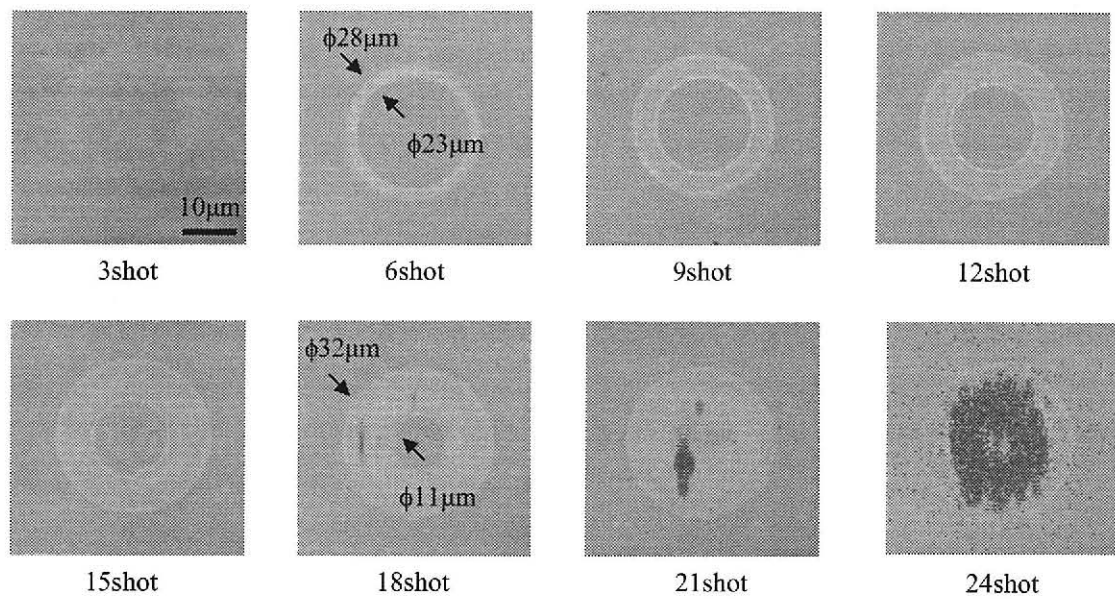 φ28μm
φ23μm
10μm
3shot
6shot
9shot
12shot
φ32μm
φ11μm
15shot
18shot
21shot
24shot